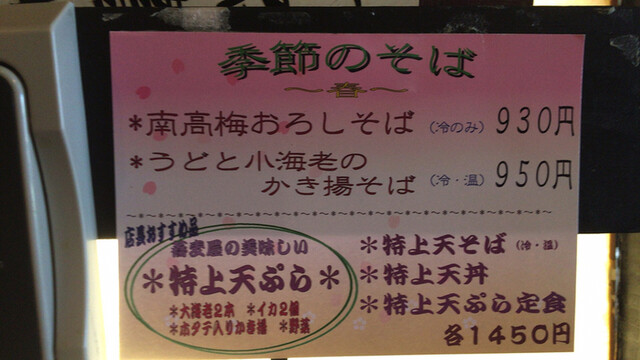 季節のそば
～春～
*南高梅おろしそば (冷のみ) 930円
*うどと小海老の
かき揚そば (冷・温) 950円
店長おすすめ品
蕎麦屋の美味しい
*特上天ぷら*
*大海老2本 *イカ2個
*ホタテ入りかき揚 *野菜
*特上天そば (冷・温)
*特上天丼
*特上天ぷら定食
各1450円